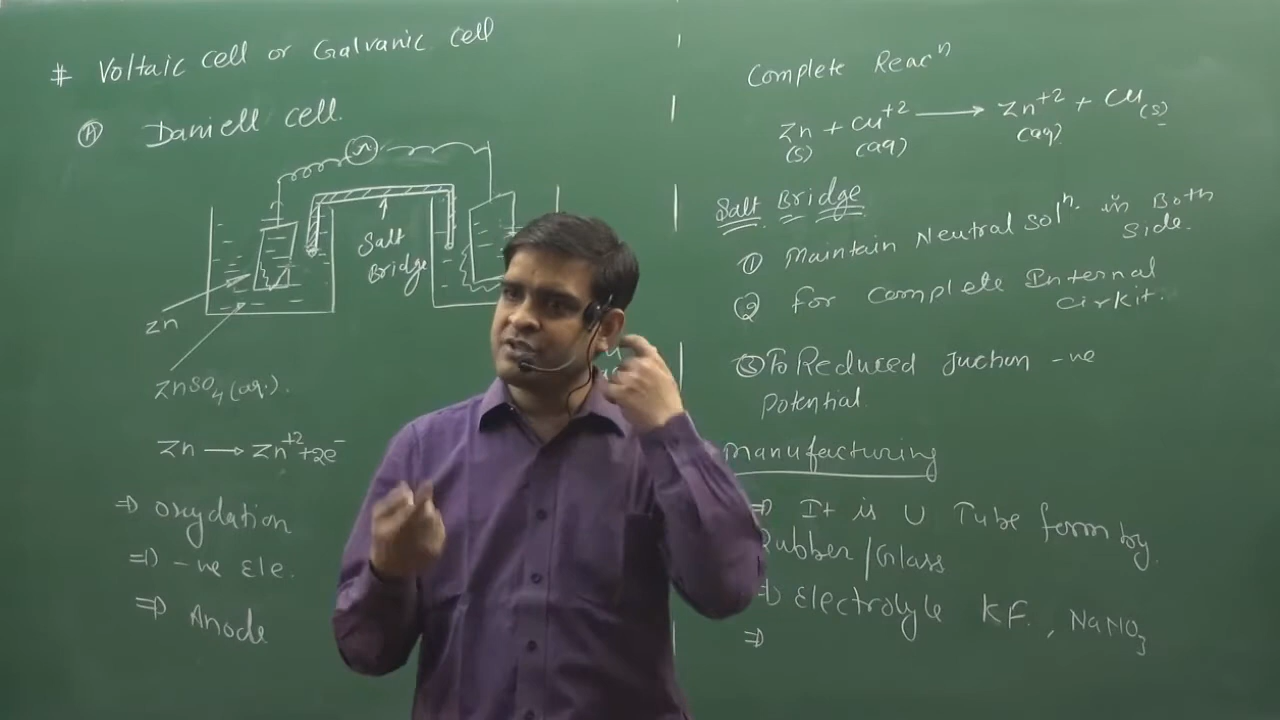 # Voltaic cell or Galvanic cell
A Daniell cell.
Salt
Bridge
Zn
ZnSO4 (aq.).
Zn → Zn+2 + 2e-
⇒ Oxydation
⇒ -ve Ele.
⇒ Anode
Complete Reacn
Zn + Cu+2 → Zn+2 + Cu(s)
(s) (aq) (aq)
Salt Bridge
① Maintain Neutral Soln. in Both
Side.
② For Complete Internal
Cirkit.
③ To Reduced Juction -ve
Potential.
Manufacturing
⇒ It is U Tube form by
Rubber/Glass
⇒ Electrolyle KF., NaNO3
⇒